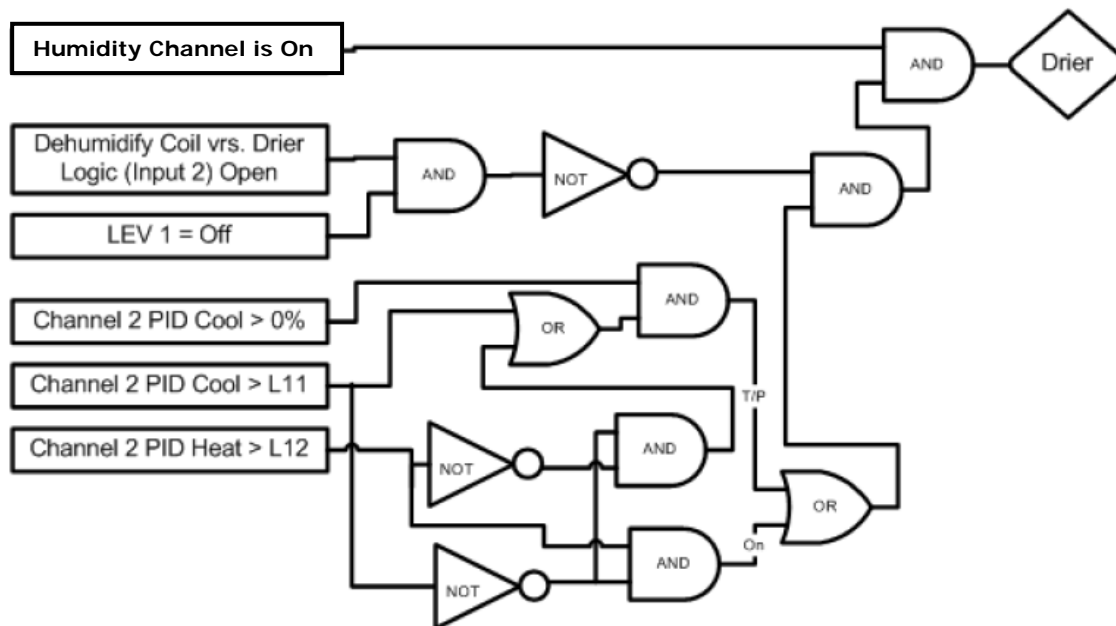 Humidity Channel is On
AND
Drier
Dehumidify Coil vrs. Drier
Logic (Input 2) Open
AND
NOT
AND
LEV 1 = Off
Channel 2 PID Cool > 0%
AND
OR
Channel 2 PID Cool > L11
T/P
Channel 2 PID Heat > L12
NOT
AND
OR
On
NOT
AND